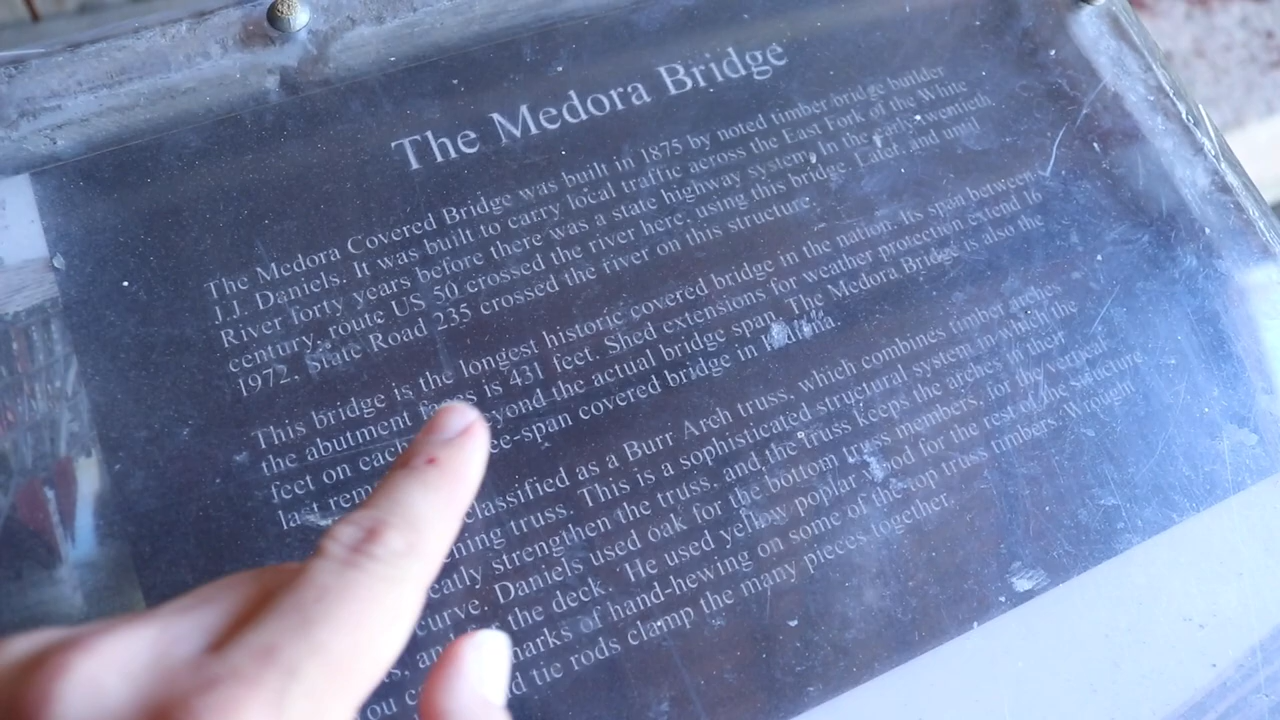 The Medora Bridge
The Medora Covered Bridge was built in 1875 by noted timber bridge builder
J.J. Daniels. It was built to carry local traffic across the East Fork of the White
River forty years before there was a state highway system. In the early twentieth
century, route US 50 crossed the river here, using this bridge. Later, and until
1972, State Road 235 crossed the river on this structure.
This bridge is the longest historic covered bridge in the nation. Its span between
the abutment is 431 feet. Shed extensions for weather protection extend to
feet on each the actual bridge span. The Medora Bridge is also the
last covered bridge in Indiana.
classified as a Burr Arch truss, which combines timber arches
truss. This is a sophisticated structural system in which the
strengthen the truss, and the truss keeps the arches in their
curve. Daniels used oak for the bottom truss members, for the vertical
the deck. He used yellow poplar wood for the rest of the structure.
of hand-hewing on some of the top truss timbers. Wrought
tie rods clamp the many pieces together.